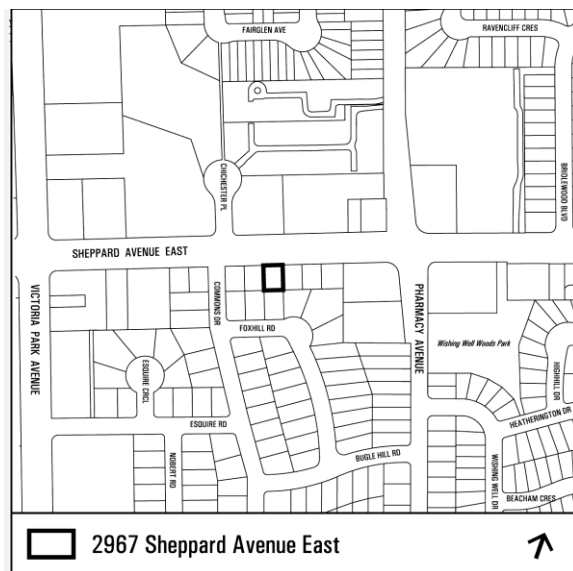 FAIRGLEN AVE
RAVENCLIFF CRES
CHICHESTER PL
BRIDLEWOOD BLVD
SHEPPARD AVENUE EAST
VICTORIA PARK AVENUE
COMMONS DR
PHARMACY AVENUE
FOXHILL RD
Wishing Well Woods Park
ESQUIRE CRCL
HIGHHILL DR
ESQUIRE RD
HEATHERINGTON DR
BUGLE HILL RD
NOBERT RD
WISHING WELL DR
BEACHAM CRES
2967 Sheppard Avenue East